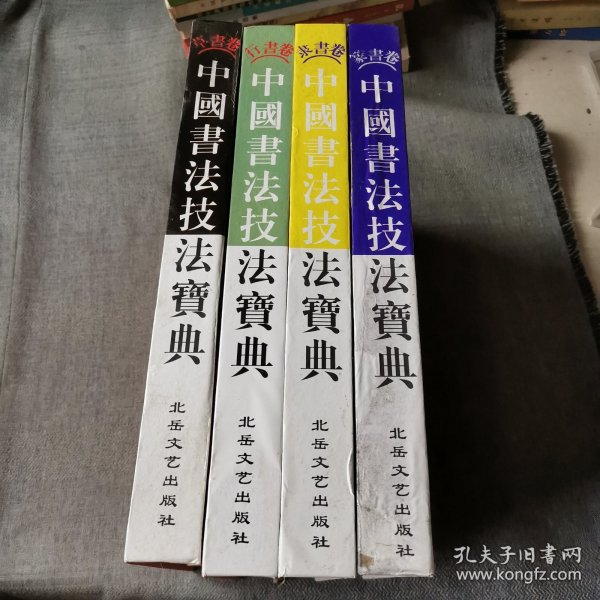 草書卷
中國書法技法寶典
北岳文艺出版社
行書卷
中國書法技法寶典
北岳文艺出版社
隶書卷
中國書法技法寶典
北岳文艺出版社
篆書卷
中國書法技法寶典
北岳文艺出版社
孔夫子旧書网
www.kongfz.com